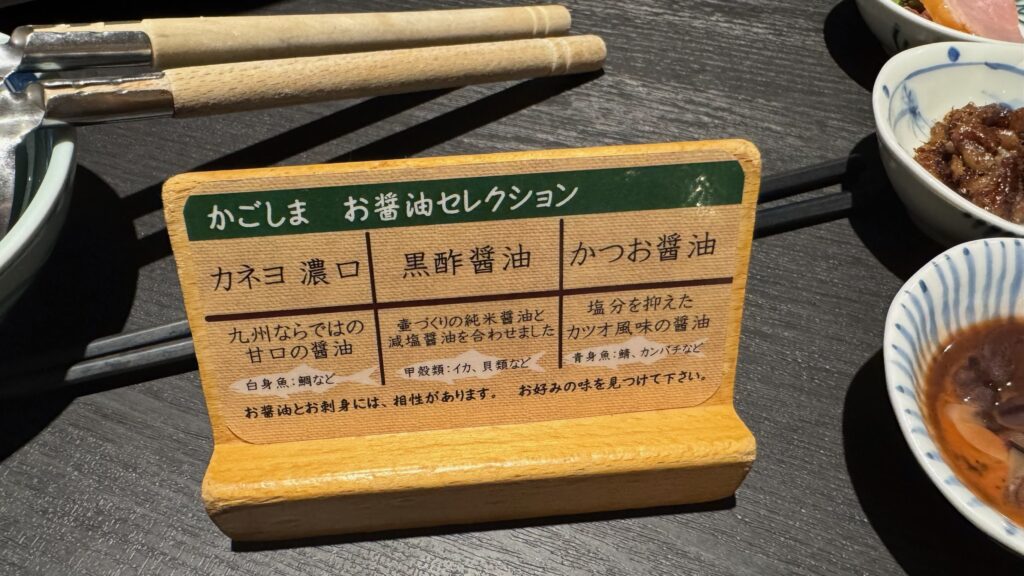 かごしま お醤油セレクション
カネヨ 濃口
黒酢醤油
かつお醤油
九州ならではの
甘口の醤油
白身魚：鯛など
壷づくりの純米醤油と
減塩醤油を合わせました
甲殻類：イカ、貝類など
塩分を抑えた
カツオ風味の醤油
青身魚：鯖、カンパチなど
お醤油とお刺身には、相性があります。 お好みの味を見つけて下さい。